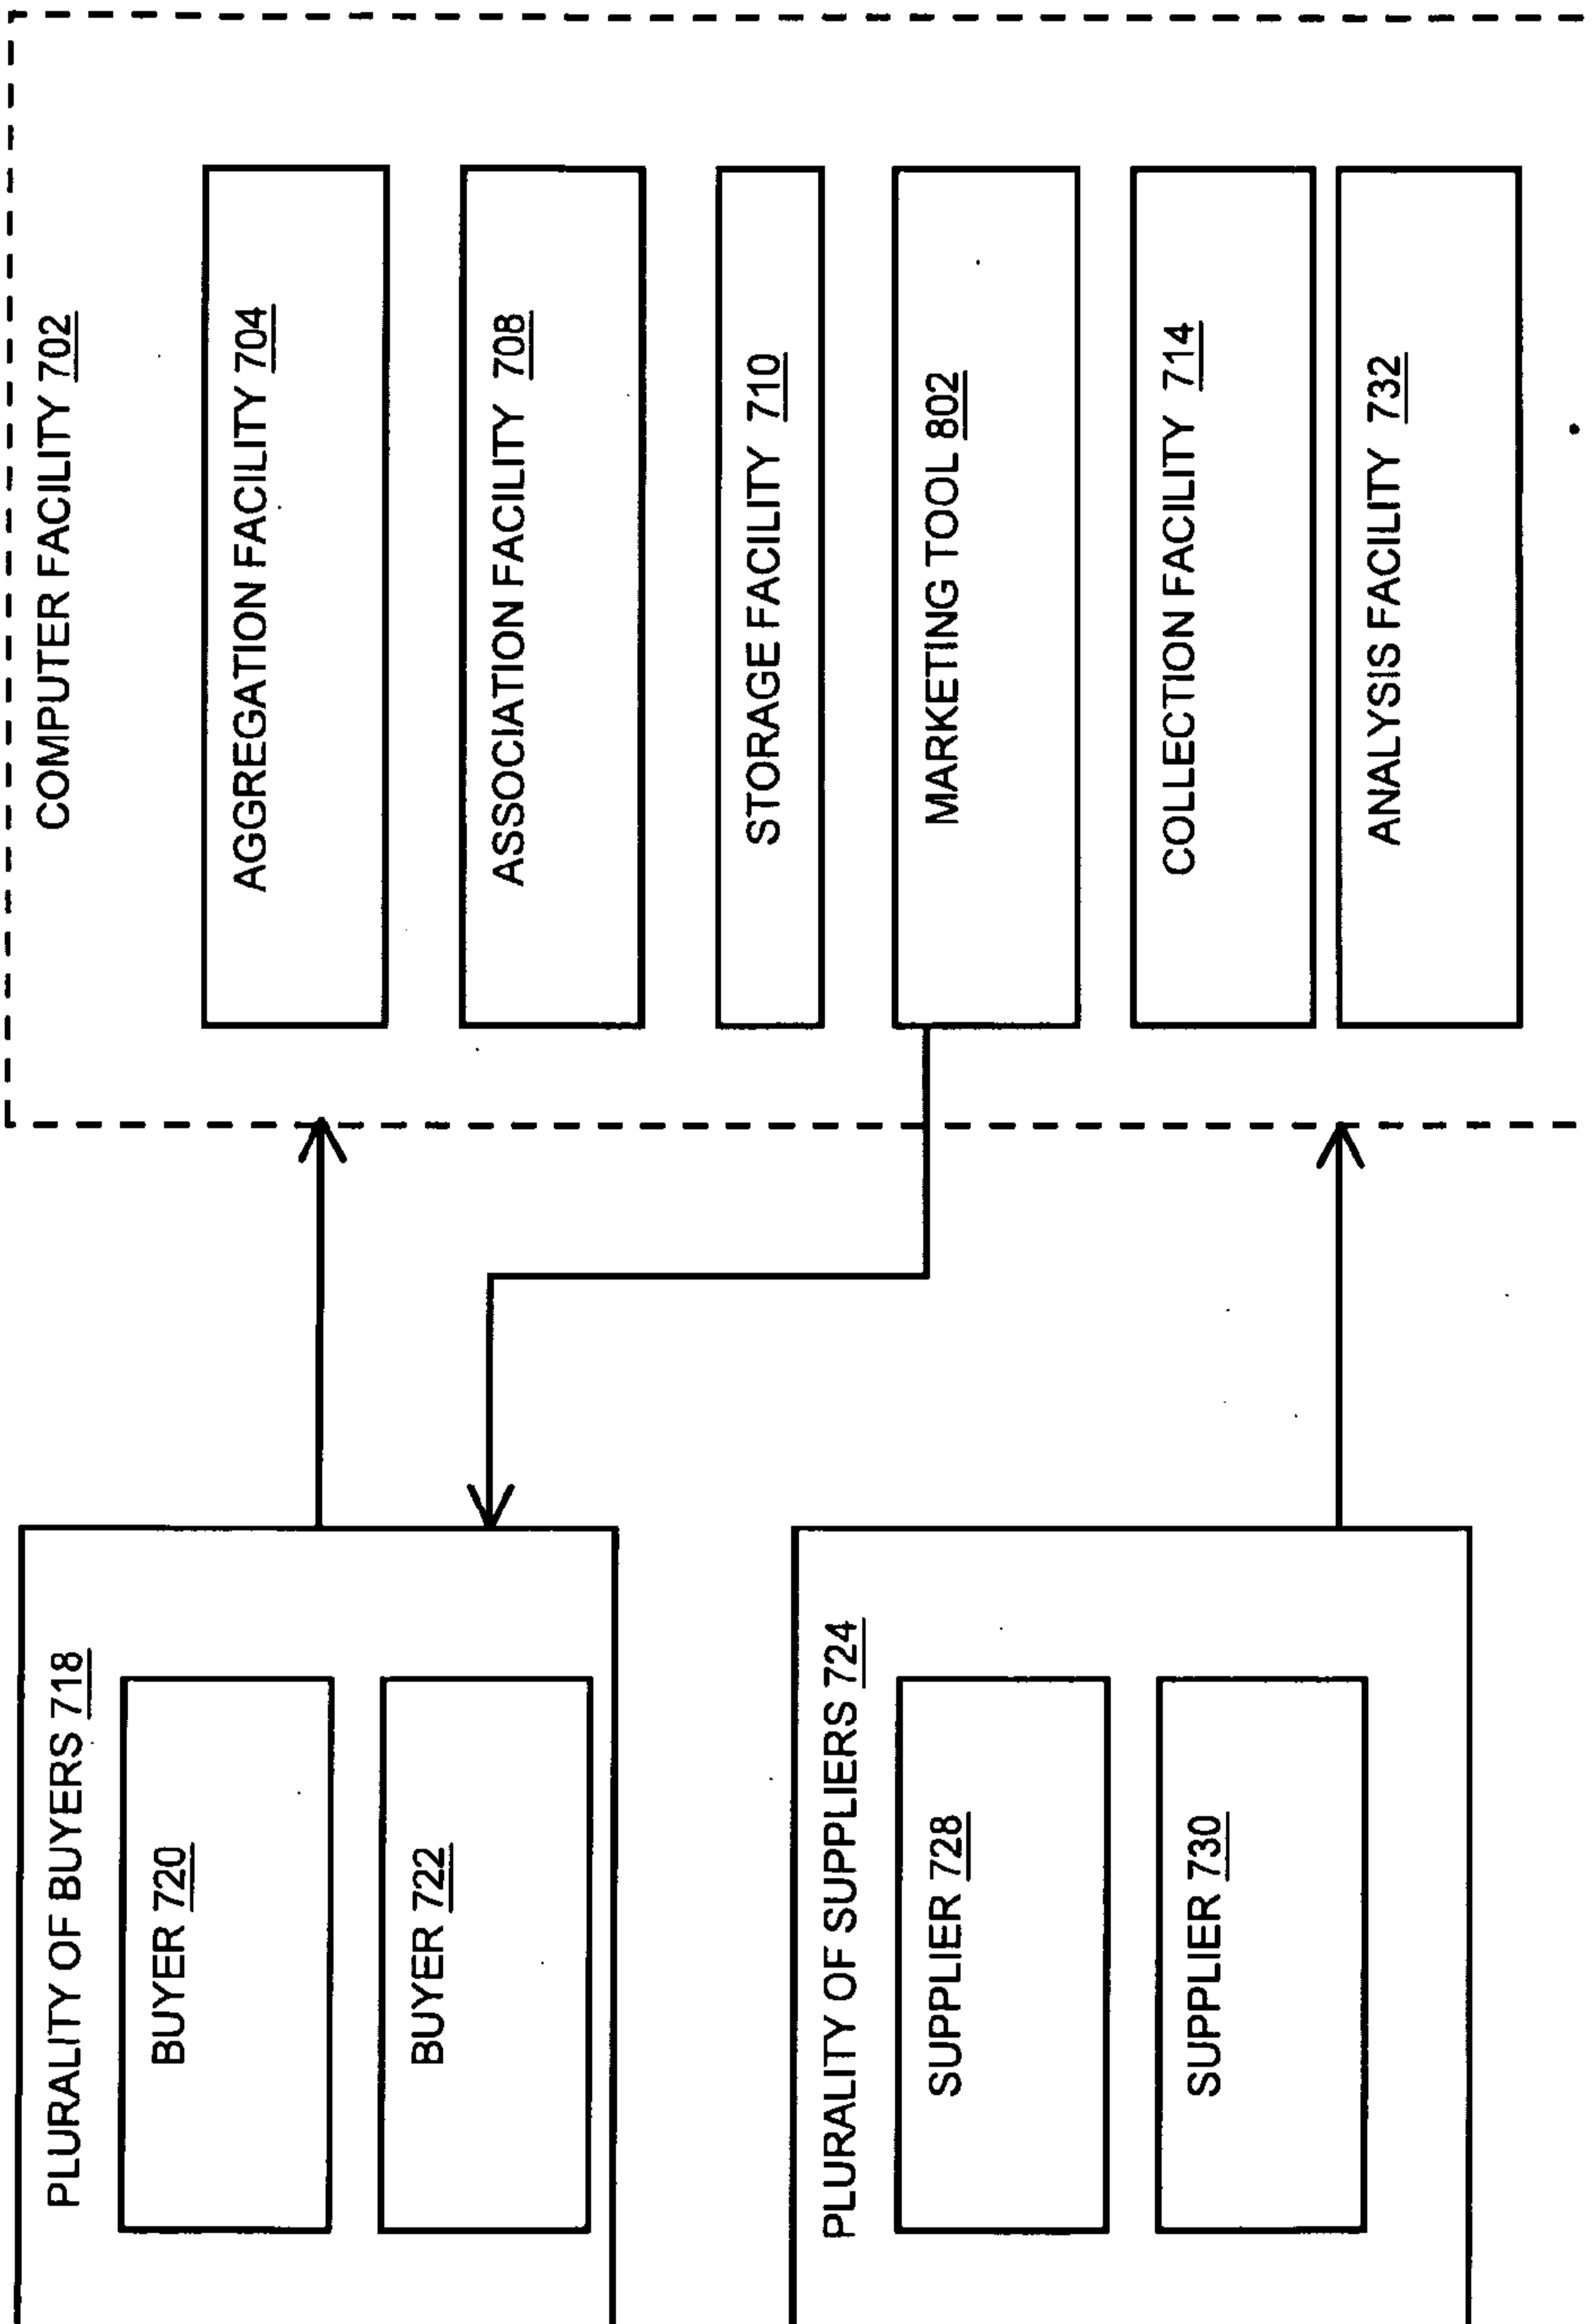 PLURALITY OF BUYERS 718
BUYER 720
BUYER 722
PLURALITY OF SUPPLIERS 724
SUPPLIER 728
SUPPLIER 730
COMPUTER FACILITY 702
AGGREGATION FACILITY 704
ASSOCIATION FACILITY 708
STORAGE FACILITY 710
MARKETING TOOL 802
COLLECTION FACILITY 714
ANALYSIS FACILITY 732